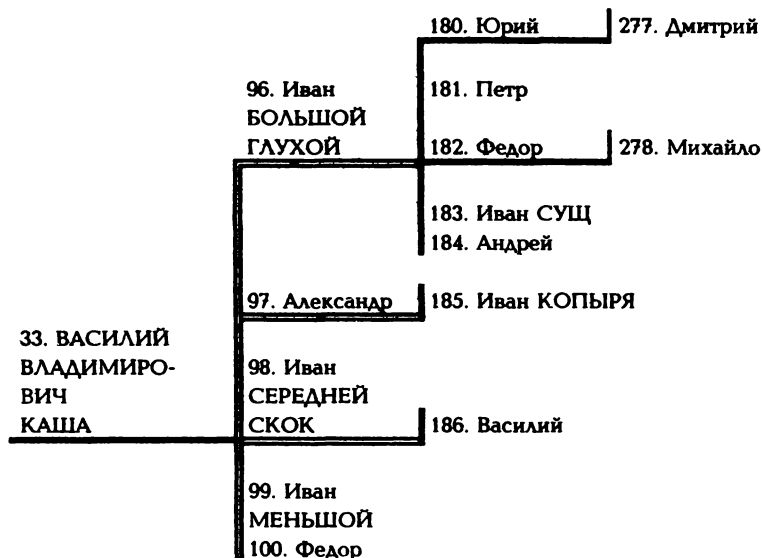 180. Юрий
277. Дмитрий
96. Иван
БОЛЬШОЙ
ГЛУХОЙ
181. Петр
182. Федор
278. Михайло
183. Иван СУЩ
184. Андрей
97. Александр
185. Иван КОПЫРЯ
33. ВАСИЛИЙ
ВЛАДИМИРО-
ВИЧ
КАША
98. Иван
СЕРЕДНЕЙ
СКОК
186. Василий
99. Иван
МЕНЬШОЙ
100. Федор